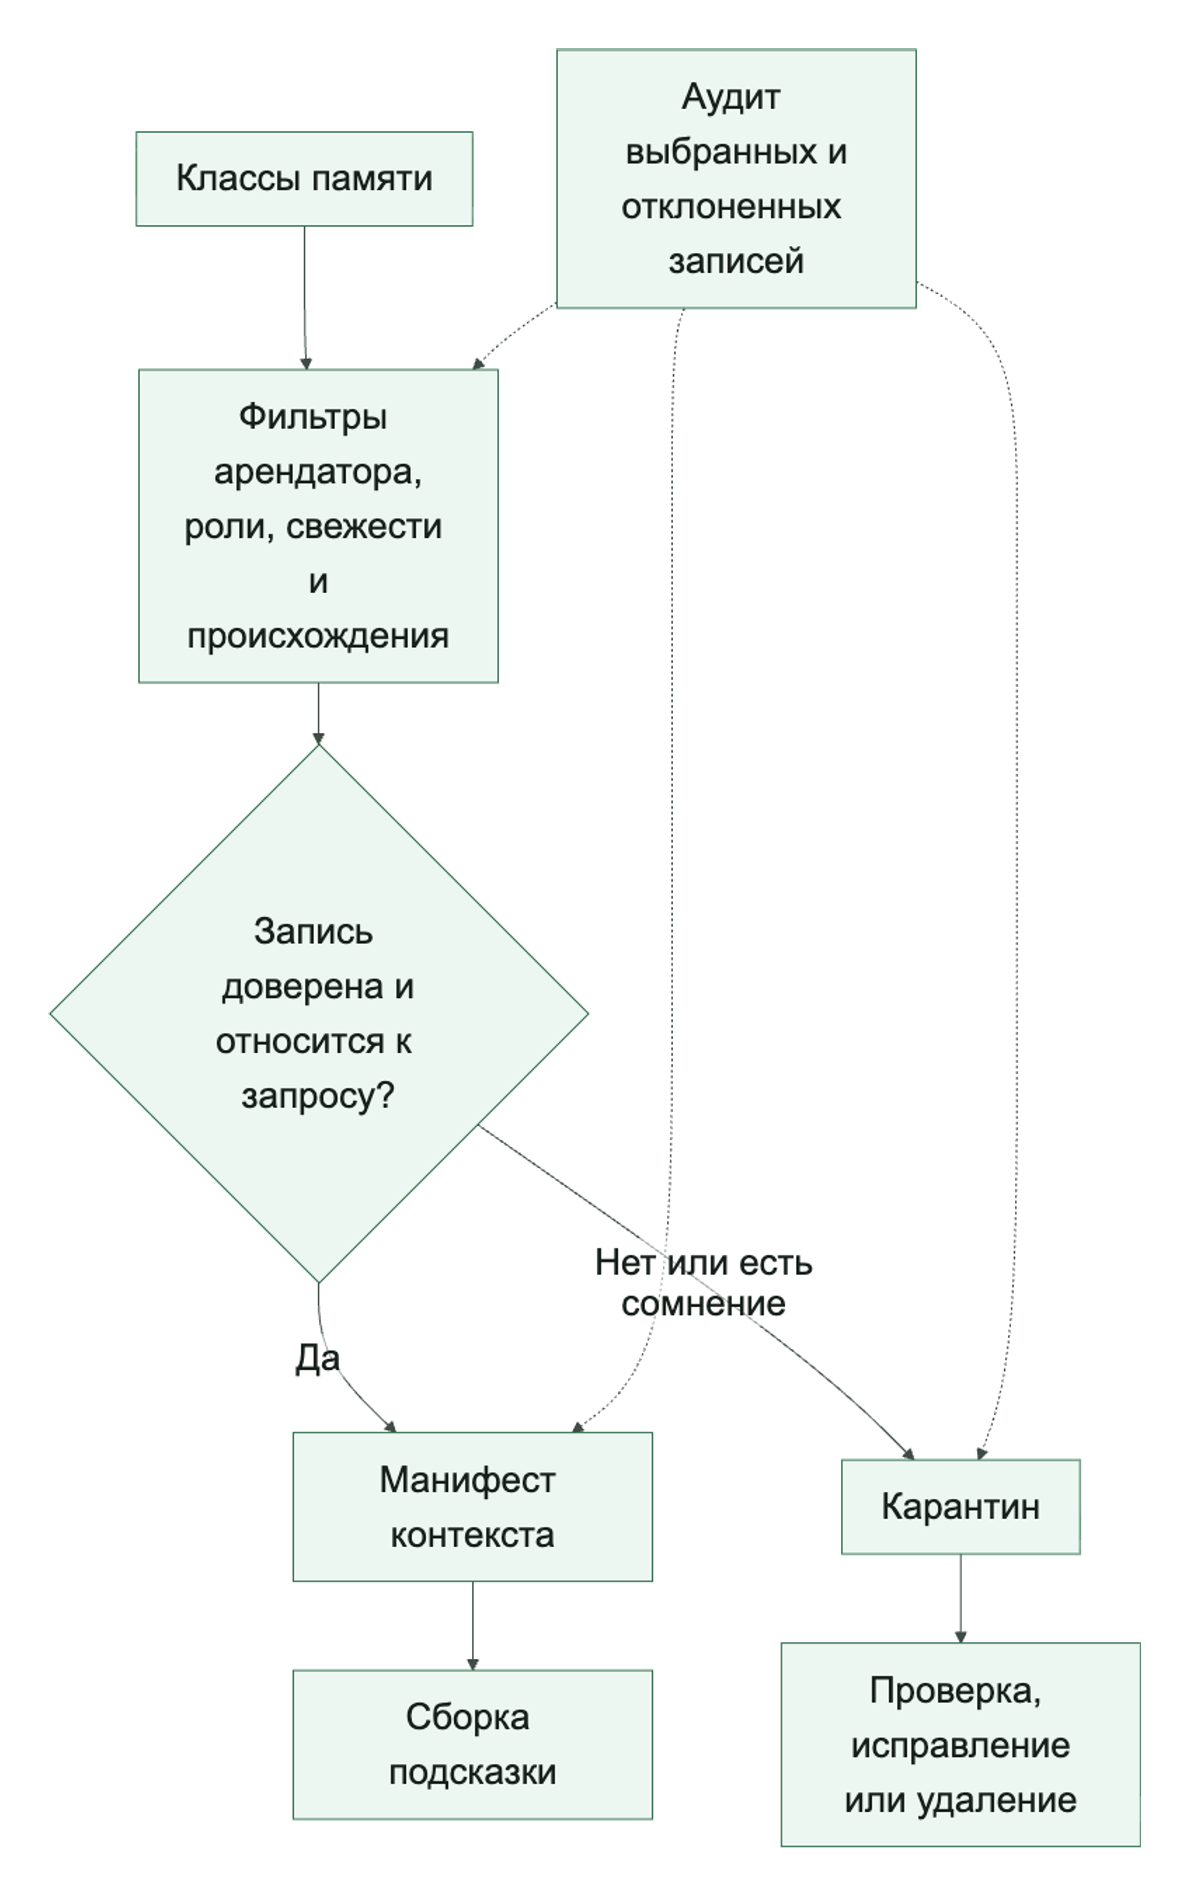 Аудит
выбранных и
отклоненных
записей
Классы памяти
Фильтры
арендатора,
роли, свежести
и
происхождения
Запись
доверена и
относится к
запросу?
Нет или есть
сомнение
Да
Манифест
контекста
Карантин
Сборка
подсказки
Проверка,
исправление
или удаление